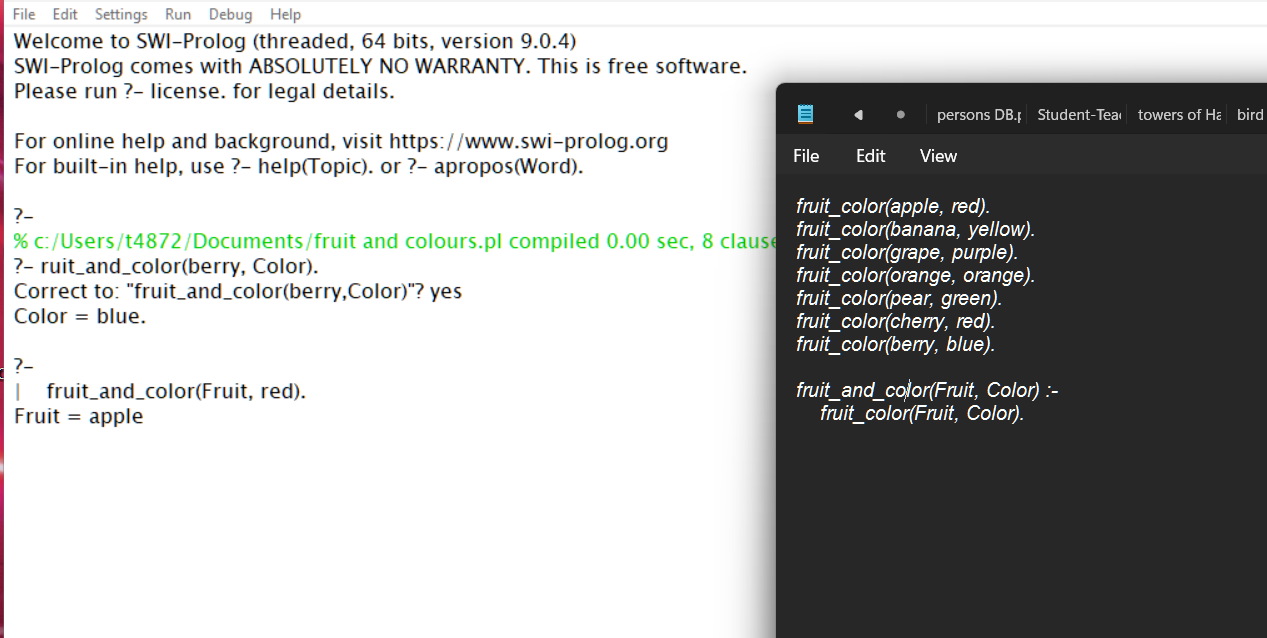 File Edit Settings Run Debug Help
Welcome to SWI-Prolog (threaded, 64 bits, version 9.0.4)
SWI-Prolog comes with ABSOLUTELY NO WARRANTY. This is free software.
Please run ?- license. for legal details.
For online help and background, visit https://www.swi-prolog.org
For built-in help, use ?- help(Topic). or ?- apropos(Word).
?-
% c:/Users/t4872/Documents/fruit and colours.pl compiled 0.00 sec, 8 clause
?- ruit_and_color(berry, Color).
Correct to: "fruit_and_color(berry,Color)"? yes
Color = blue.
?-
| fruit_and_color(Fruit, red).
Fruit = apple
persons DB.p Student-Tea towers of Ha bird
File Edit View
fruit_color(apple, red).
fruit_color(banana, yellow).
fruit_color(grape, purple).
fruit_color(orange, orange).
fruit_color(pear, green).
fruit_color(cherry, red).
fruit_color(berry, blue).
fruit_and_color(Fruit, Color) :-
fruit_color(Fruit, Color).